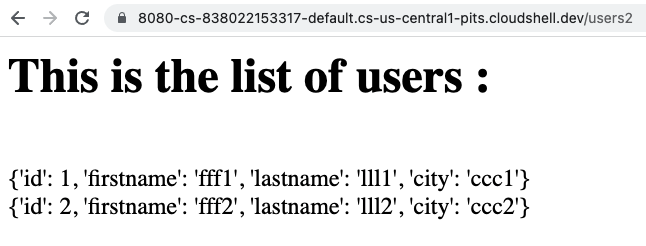 8080-cs-838022153317-default.cs-us-central1-pits.cloudshell.dev/users2
This is the list of users :
{'id': 1, 'firstname': 'fff1', 'lastname': 'lll1', 'city': 'ccc1'}
{'id': 2, 'firstname': 'fff2', 'lastname': 'lll2', 'city': 'ccc2'}